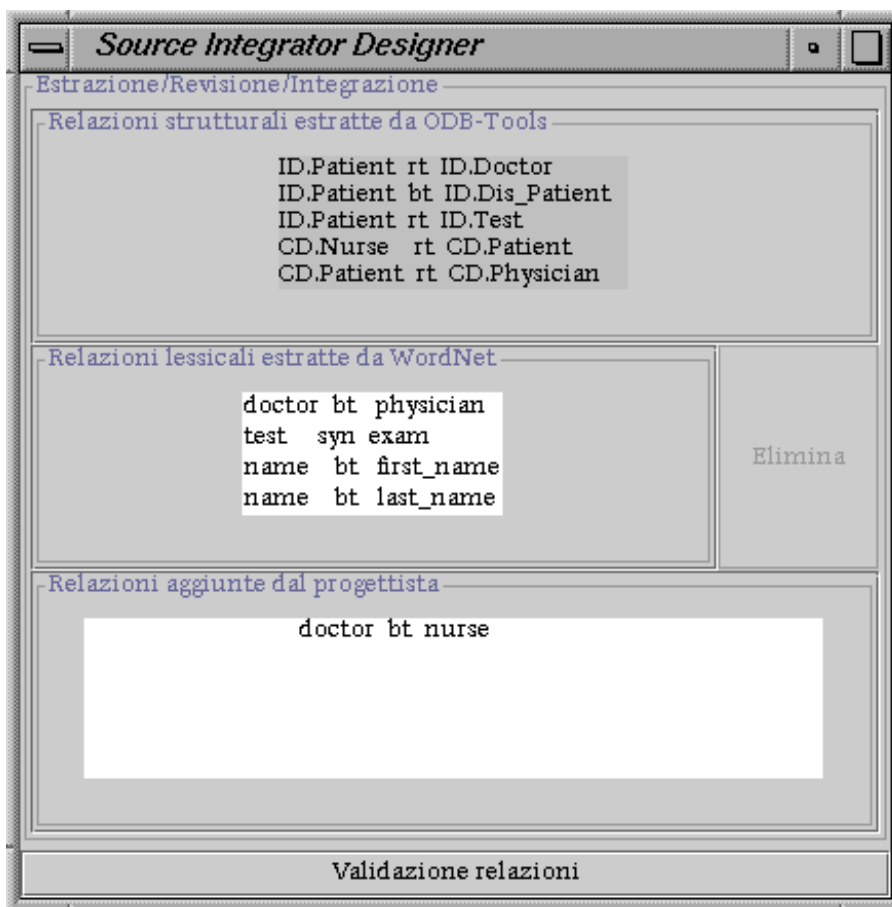 Source Integrator Designer
Estrazione/Revisione/Integrazione
Relazioni strutturali estratte da ODB-Tools
ID.Patient rt ID.Doctor
ID.Patient bt ID.Dis_Patient
ID.Patient rt ID.Test
CD.Nurse rt CD.Patient
CD.Patient rt CD.Physician
Relazioni lessicali estratte da WordNet
doctor bt physician
test syn exam
name bt first_name
name bt last_name
Elimina
Relazioni aggiunte dal progettista
doctor bt nurse
Validazione relazioni